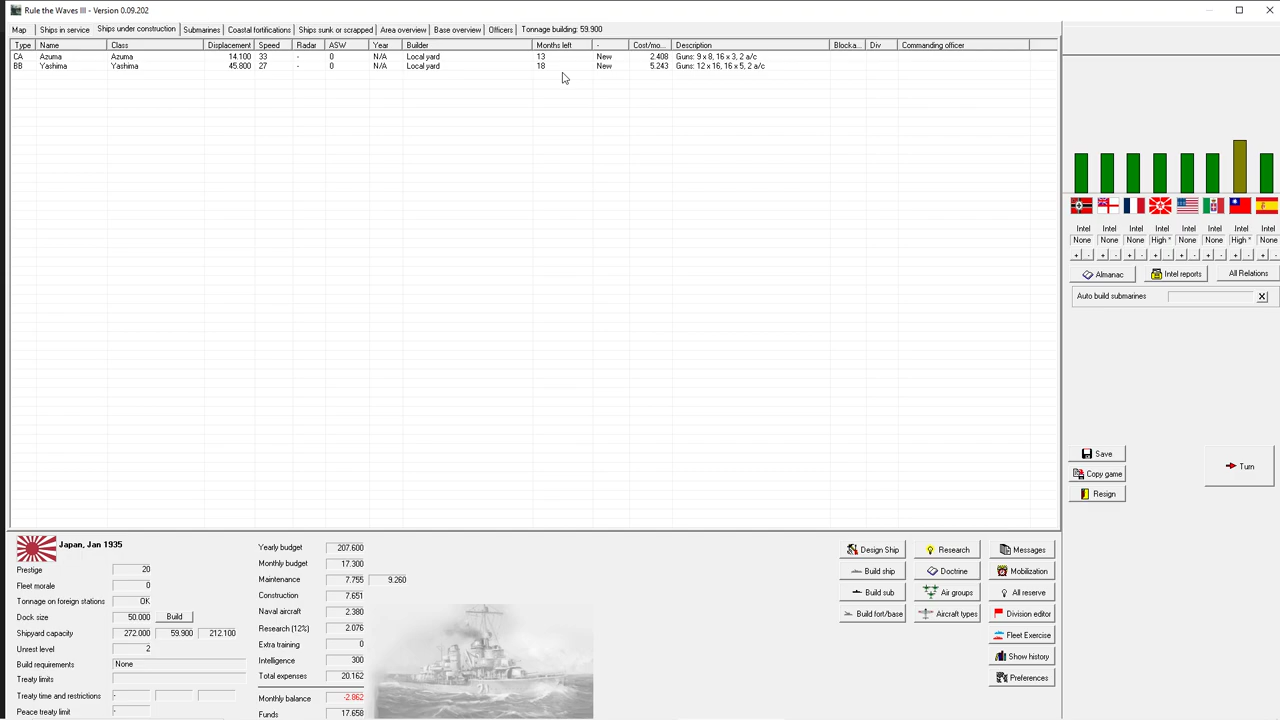 Rule the Waves III - Version 0.09.202
Map Ships in service Ships under construction Submarines Coastal fortifications Ships sunk or scrapped Area overview Base overview Officers Tonnage building: 59.900
Type Name Class Displacement Speed Radar ASW Year Builder Months left - Cost/mo... Description Blocka... Div Commanding officer
CA Azuma Azuma 14.100 33 - 0 N/A Local yard 13 New 2.408 Guns: 9 x 8, 16 x 3, 2 a/c
BB Yashima Yashima 45.800 27 - 0 N/A Local yard 18 New 5.243 Guns: 12 x 16, 16 x 5, 2 a/c
Intel Intel Intel Intel Intel Intel Intel Intel
None None None High * None None High * None
+ - + - + - + - + - + - + - + -
Almanac Intel reports All Relations
Auto build submarines X
Save
Copy game
Resign
Turn
Japan, Jan 1935
Prestige 20
Fleet morale 0
Tonnage on foreign stations OK
Dock size 50.000 Build
Shipyard capacity 272.000 59.900 212.100
Unrest level 2
Build requirements None
Treaty limits
Treaty time and restrictions -
Peace treaty limit -
Yearly budget 207.600
Monthly budget 17.300
Maintenance 7.755 9.260
Construction 7.651
Naval aircraft 2.380
Research (12%) 2.076
Extra training 0
Intelligence 300
Total expenses 20.162
Monthly balance -2.862
Funds 17.658
Design Ship Research Messages
Build ship Doctrine Mobilization
Build sub Air groups All reserve
Build fort/base Aircraft types Division editor
Fleet Exercise
Show history
Preferences